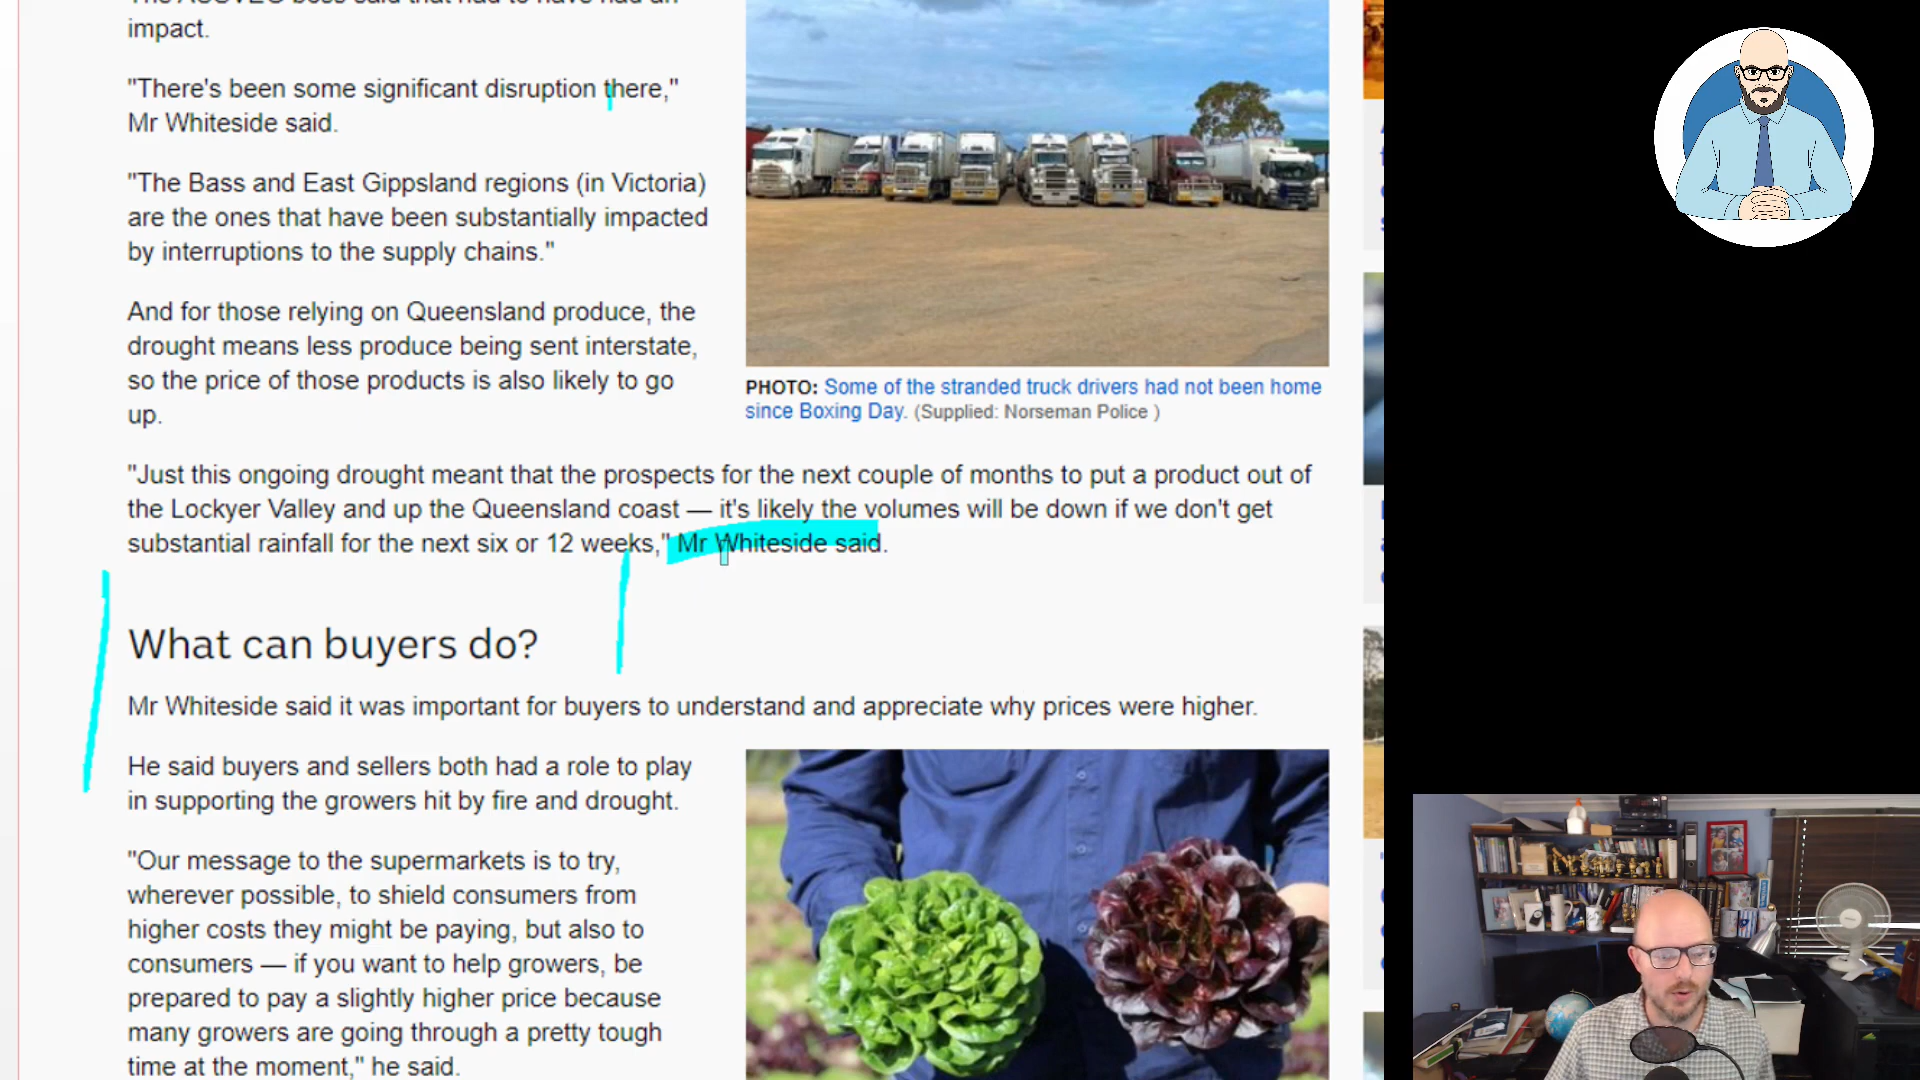 impact.
"There's been some significant disruption there,"
Mr Whiteside said.
"The Bass and East Gippsland regions (in Victoria)
are the ones that have been substantially impacted
by interruptions to the supply chains."
And for those relying on Queensland produce, the
drought means less produce being sent interstate,
so the price of those products is also likely to go
up.
PHOTO: Some of the stranded truck drivers had not been home
since Boxing Day. (Supplied: Norseman Police )
"Just this ongoing drought meant that the prospects for the next couple of months to put a product out of
the Lockyer Valley and up the Queensland coast — it's likely the volumes will be down if we don't get
substantial rainfall for the next six or 12 weeks," Mr Whiteside said.
What can buyers do?
Mr Whiteside said it was important for buyers to understand and appreciate why prices were higher.
He said buyers and sellers both had a role to play
in supporting the growers hit by fire and drought.
"Our message to the supermarkets is to try,
wherever possible, to shield consumers from
higher costs they might be paying, but also to
consumers — if you want to help growers, be
prepared to pay a slightly higher price because
many growers are going through a pretty tough
time at the moment," he said.